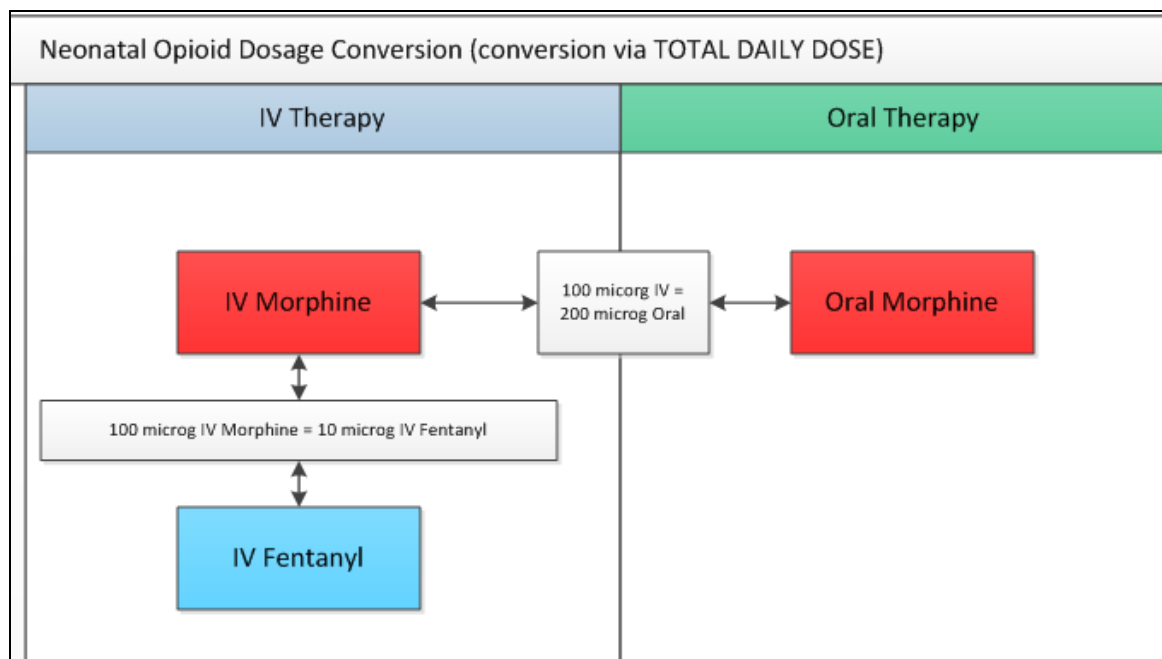 Neonatal Opioid Dosage Conversion (conversion via TOTAL DAILY DOSE)
IV Therapy
Oral Therapy
IV Morphine
100 micorg IV =
200 microg Oral
Oral Morphine
100 microg IV Morphine = 10 microg IV Fentanyl
IV Fentanyl